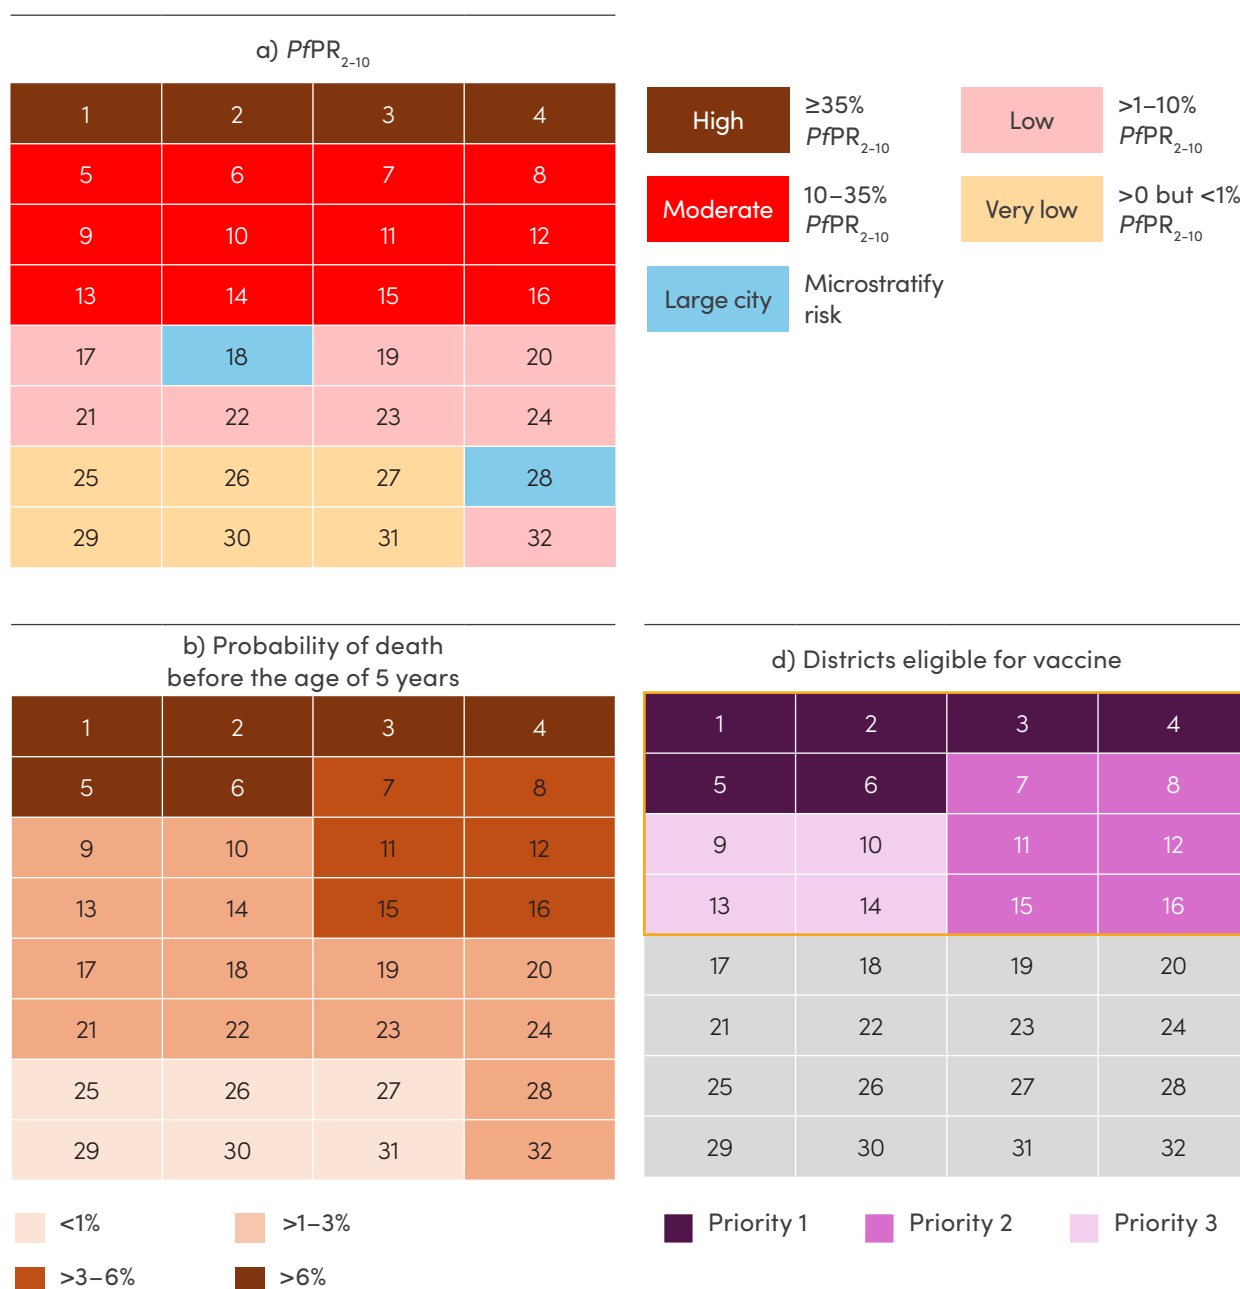 a) PfPR2-10
1 2 3 4
5 6 7 8
9 10 11 12
13 14 15 16
17 18 19 20
21 22 23 24
25 26 27 28
29 30 31 32
High
≥35%
PfPR2-10
Low
>1–10%
PfPR2-10
Moderate
10–35%
PfPR2-10
Very low
>0 but <1%
PfPR2-10
Large city
Microstratify
risk
b) Probability of death
before the age of 5 years
1 2 3 4
5 6 7 8
9 10 11 12
13 14 15 16
17 18 19 20
21 22 23 24
25 26 27 28
29 30 31 32
<1%
>1–3%
>3–6%
>6%
d) Districts eligible for vaccine
1 2 3 4
5 6 7 8
9 10 11 12
13 14 15 16
17 18 19 20
21 22 23 24
25 26 27 28
29 30 31 32
Priority 1
Priority 2
Priority 3